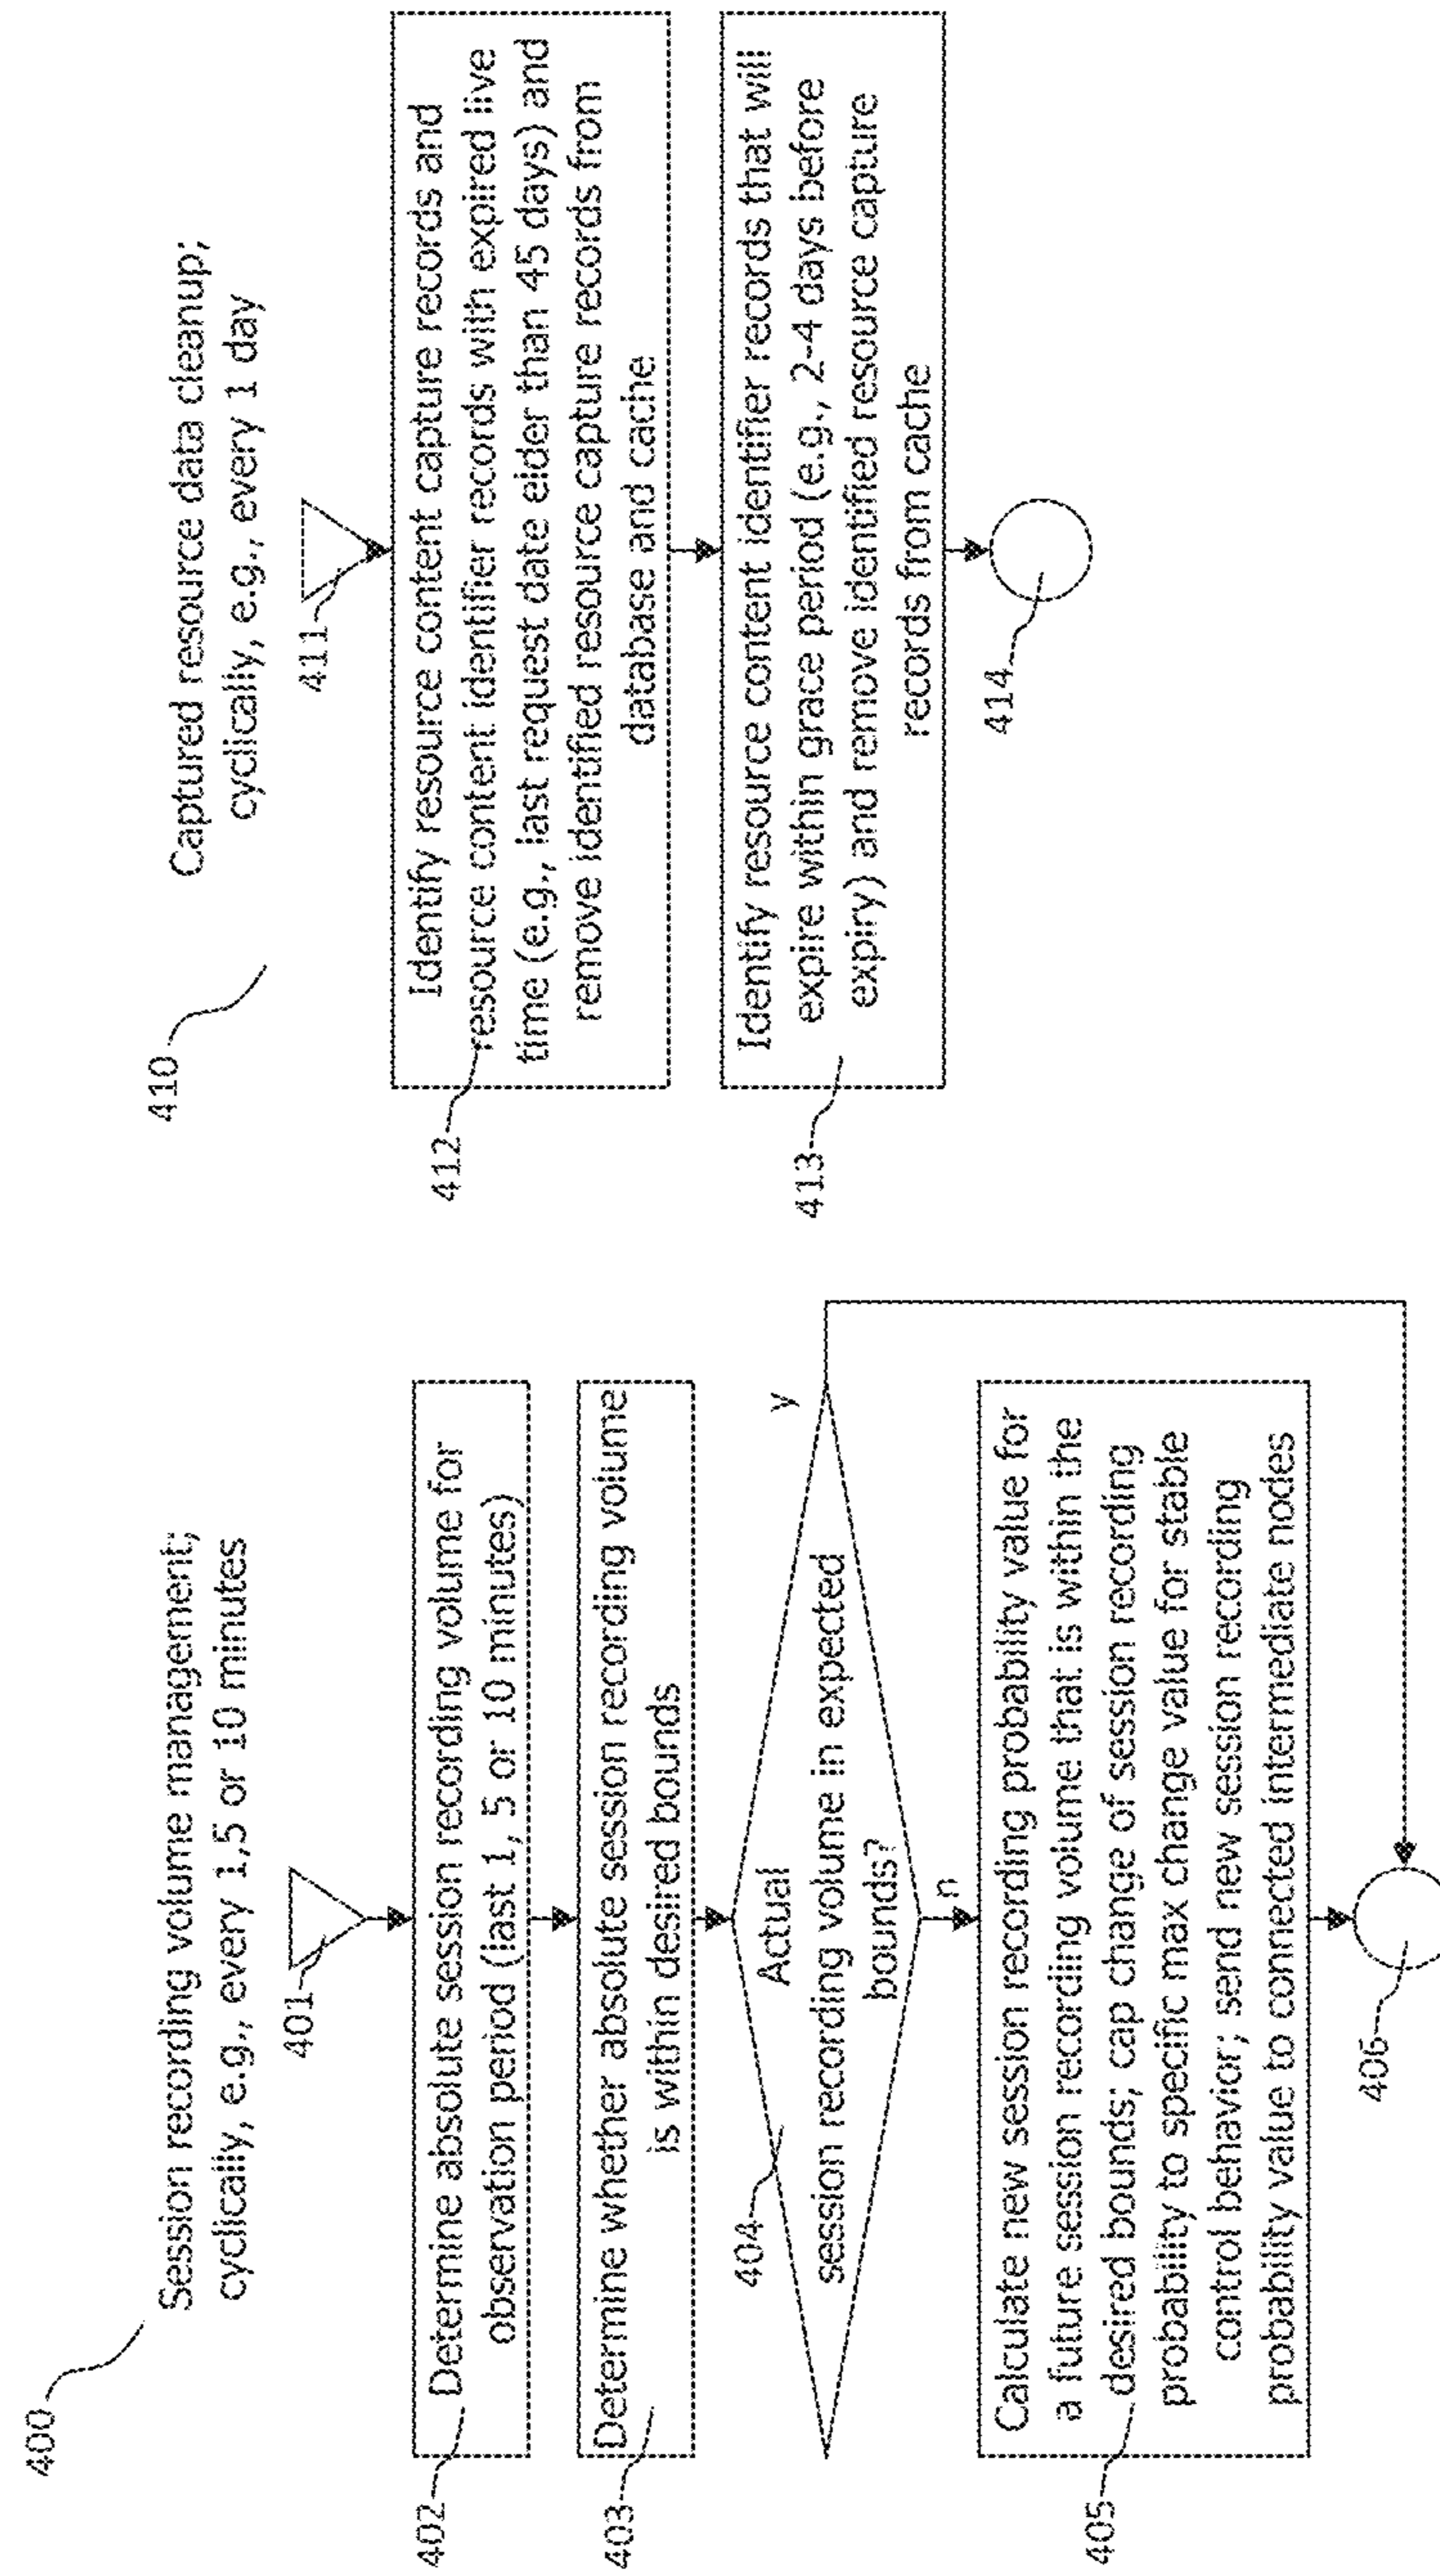 400
Session recording volume management;
cyclically, e.g., every 1,5 or 10 minutes
401
402
Determine absolute session recording volume for
observation period (last 1, 5 or 10 minutes)
403
Determine whether absolute session recording volume
is within desired bounds
404
Actual
session recording volume in expected
bounds?
y
n
405
Calculate new session recording probability value for
a future session recording volume that is within the
desired bounds; cap change of session recording
probability to specific max change value for stable
control behavior; send new session recording
probability value to connected intermediate nodes
406
410
Captured resource data cleanup;
cyclically, e.g., every 1 day
411
412
Identify resource content capture records and
resource content identifier records with expired live
time (e.g., last request date elder than 45 days) and
remove identified resource capture records from
database and cache
413
Identify resource content identifier records that will
expire within grace period (e.g., 2-4 days before
expiry) and remove identified resource capture
records from cache
414